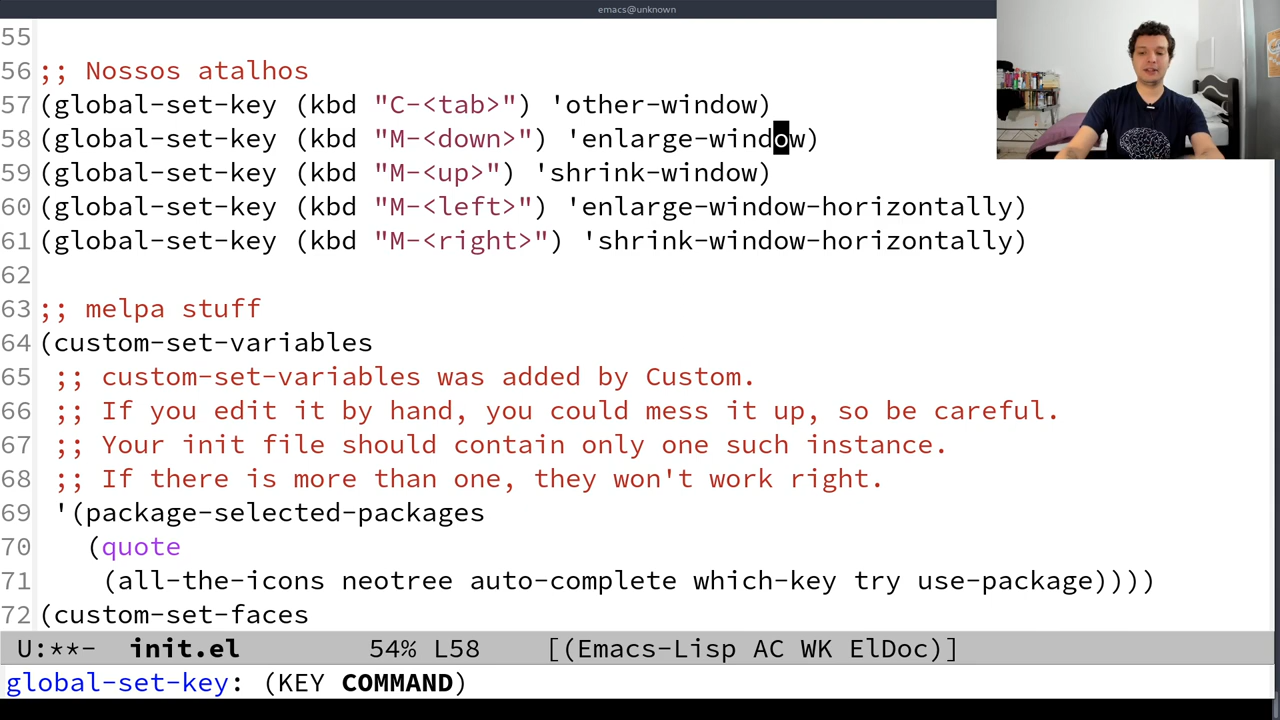 emacs@unknown
55
56 ;; Nossos atalhos
57 (global-set-key (kbd "C-<tab>") 'other-window)
58 (global-set-key (kbd "M-<down>") 'enlarge-window)
59 (global-set-key (kbd "M-<up>") 'shrink-window)
60 (global-set-key (kbd "M-<left>") 'enlarge-window-horizontally)
61 (global-set-key (kbd "M-<right>") 'shrink-window-horizontally)
62
63 ;; melpa stuff
64 (custom-set-variables
65  ;; custom-set-variables was added by Custom.
66  ;; If you edit it by hand, you could mess it up, so be careful.
67  ;; Your init file should contain only one such instance.
68  ;; If there is more than one, they won't work right.
69  '(package-selected-packages
70    (quote
71     (all-the-icons neotree auto-complete which-key try use-package))))
72 (custom-set-faces
U:**-  init.el        54% L58    [(Emacs-Lisp AC WK ElDoc)]
global-set-key: (KEY COMMAND)